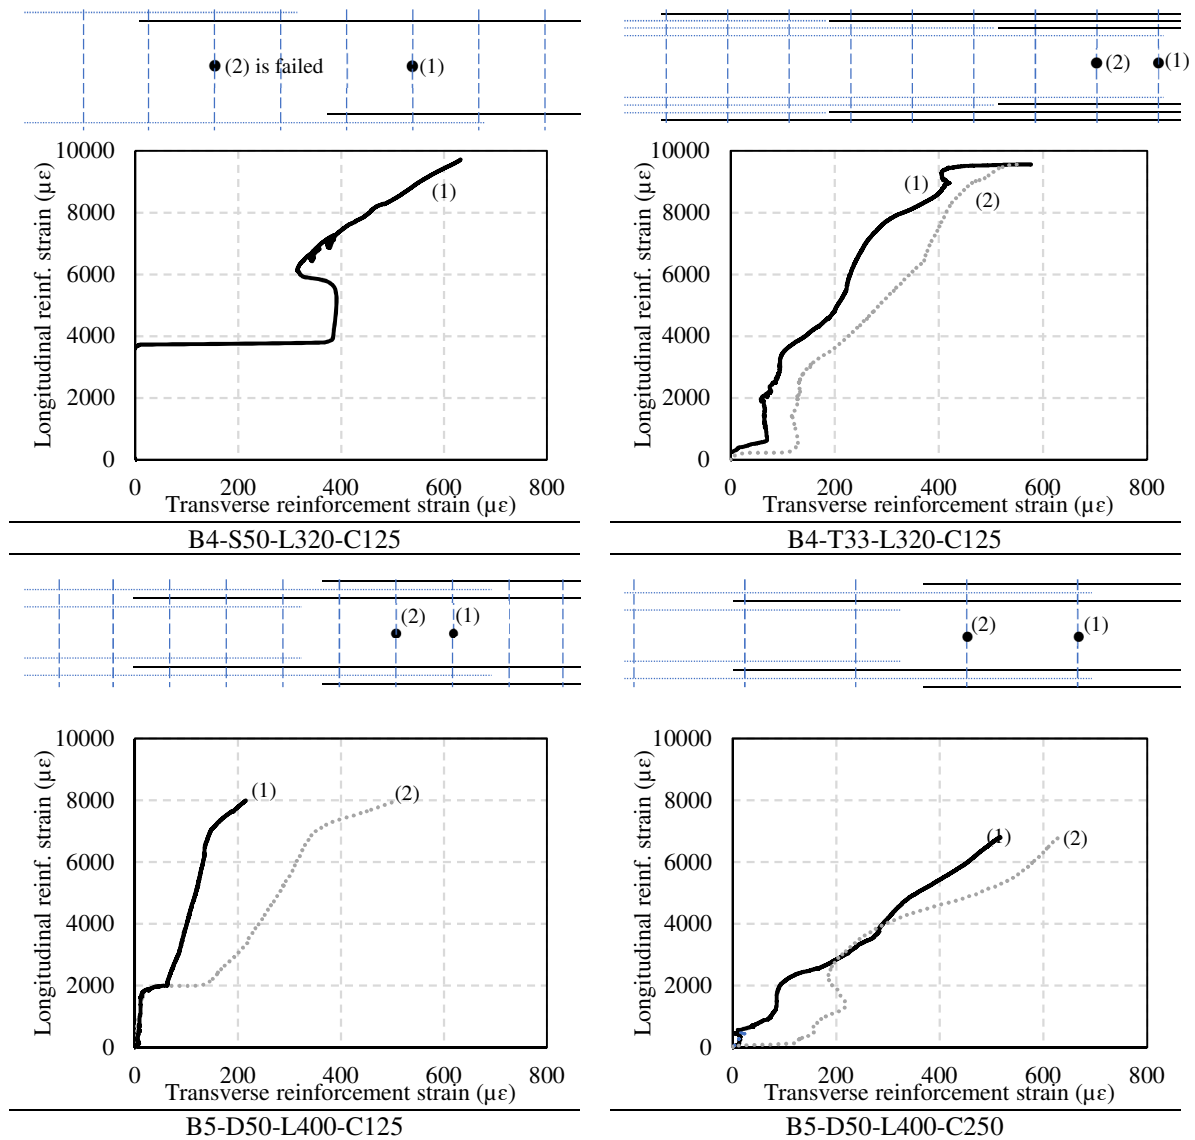 (2) is failed (1)
(2) (1)
10000
8000
6000
4000
2000
0
Longitudinal reinf. strain (με)
(1)
0 200 400 600 800
Transverse reinforcement strain (με)
B4-S50-L320-C125
10000
8000
6000
4000
2000
0
Longitudinal reinf. strain (με)
(1)
(2)
0 200 400 600 800
Transverse reinforcement strain (με)
B4-T33-L320-C125
(2) (1)
(2) (1)
10000
8000
6000
4000
2000
0
Longitudinal reinf. strain (με)
(1) (2)
0 200 400 600 800
Transverse reinforcement strain (με)
B5-D50-L400-C125
10000
8000
6000
4000
2000
0
Longitudinal reinf. strain (με)
(1) (2)
0 200 400 600 800
Transverse reinforcement strain (με)
B5-D50-L400-C250